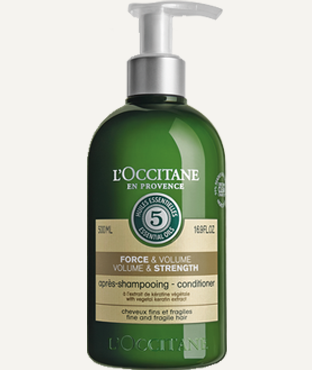 L'OCCITANE
EN PROVENCE
500ML
HUILES ESSENTIELLES
5
ESSENTIAL OILS
16.9FL.OZ
FORCE & VOLUME
VOLUME & STRENGTH
après-shampooing - conditioner
à l'extrait de kératine végétale
with vegetal keratin extract
cheveux fins et fragiles
fine and fragile hair